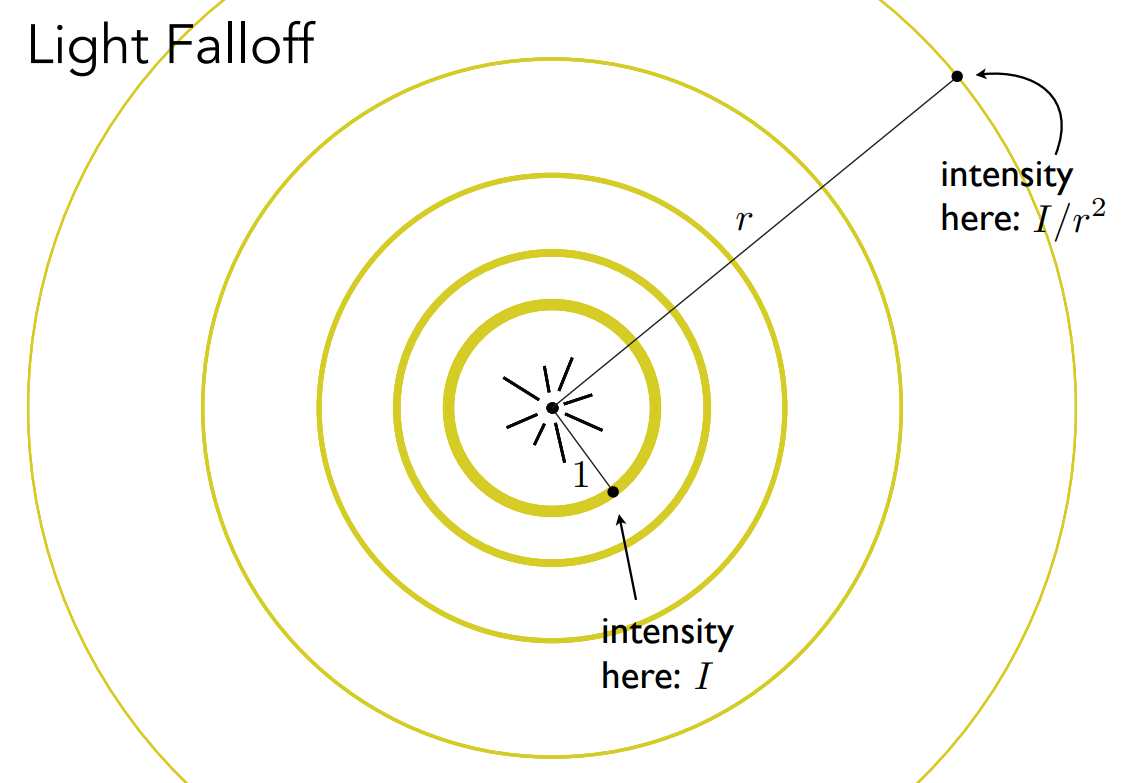 Light Falloff
intensity
here: I/r²
r
1
intensity
here: I